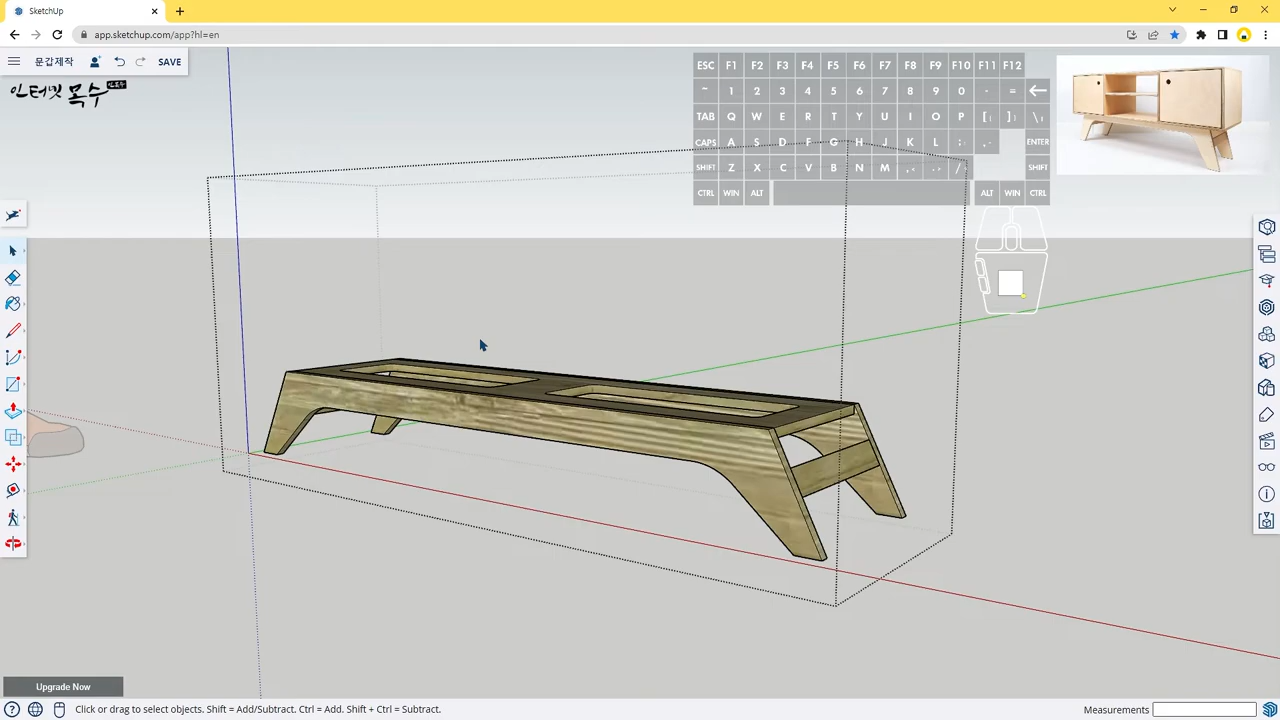 SketchUp
app.sketchup.com/app?hl=en
문갑제작 SAVE
인터넷 목수
ESC F1 F2 F3 F4 F5 F6 F7 F8 F9 F10 F11 F12
~ 1 2 3 4 5 6 7 8 9 0 - =
TAB Q W E R T Y U I O P [ ] \
CAPS A S D F G H J K L ; ENTER
SHIFT Z X C V B N M ,< .> / SHIFT
CTRL WIN ALT ALT WIN CTRL
Upgrade Now
Click or drag to select objects. Shift = Add/Subtract. Ctrl = Add. Shift + Ctrl = Subtract. Measurements